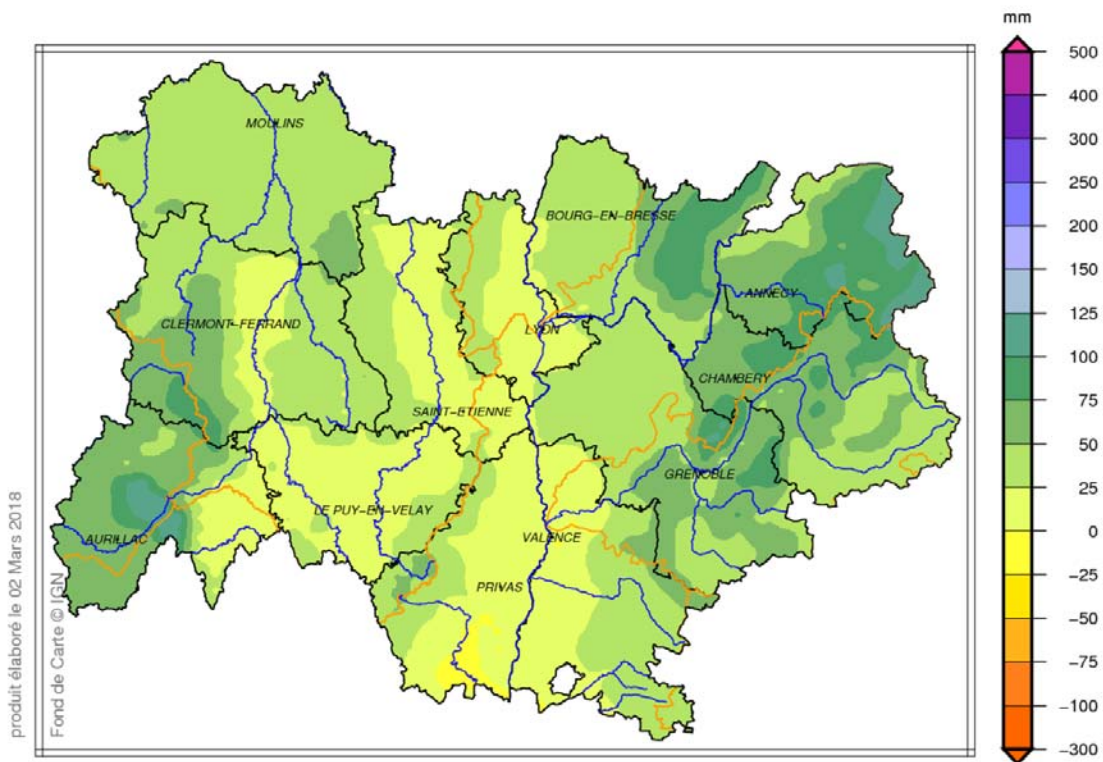 mm
500
400
300
250
200
150
125
100
75
50
25
0
−25
−50
−75
−100
−300
MOULINS
BOURG−EN−BRESSE
ANNECY
CLERMONT−FERRAND
LYON
CHAMBERY
SAINT−ETIENNE
GRENOBLE
LE PUY−EN−VELAY
AURILLAC
VALENCE
PRIVAS
produit élaboré le 02 Mars 2018
Fond de Carte © IGN